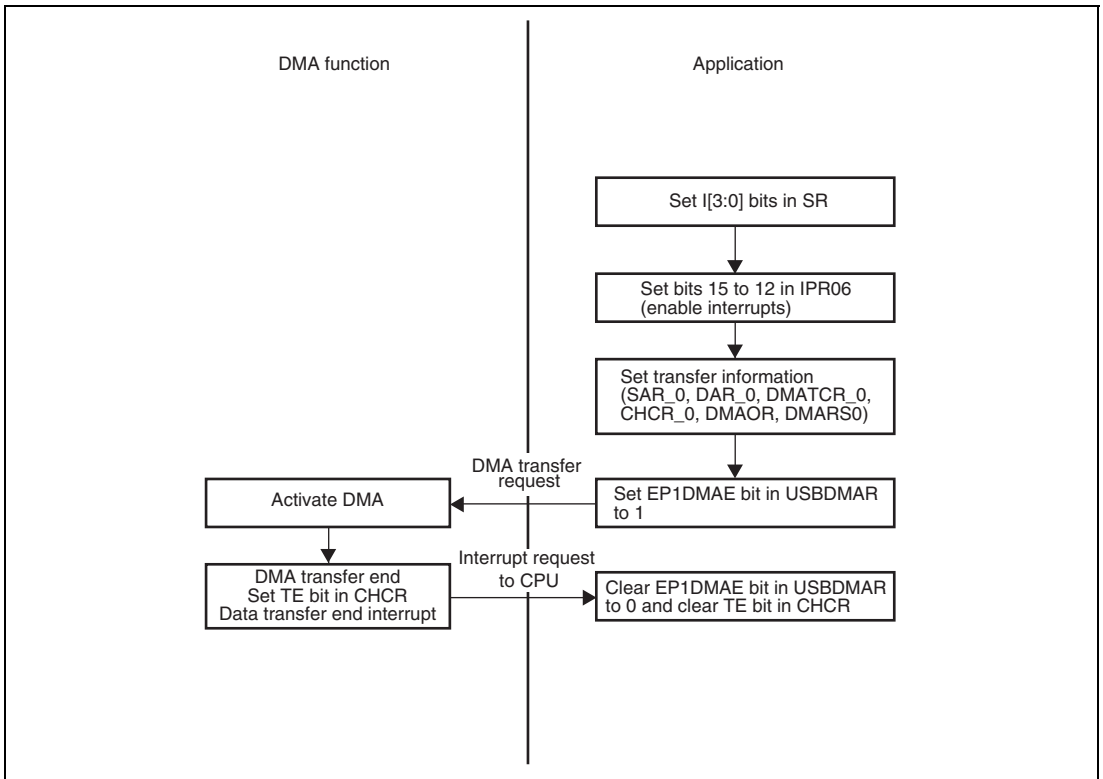 DMA function
Application
Set I[3:0] bits in SR
Set bits 15 to 12 in IPR06
(enable interrupts)
Set transfer information
(SAR_0, DAR_0, DMATCR_0,
CHCR_0, DMAOR, DMARS0)
DMA transfer
request
Activate DMA
Set EP1DMAE bit in USBDMAR
to 1
Interrupt request
to CPU
DMA transfer end
Set TE bit in CHCR
Data transfer end interrupt
Clear EP1DMAE bit in USBDMAR
to 0 and clear TE bit in CHCR